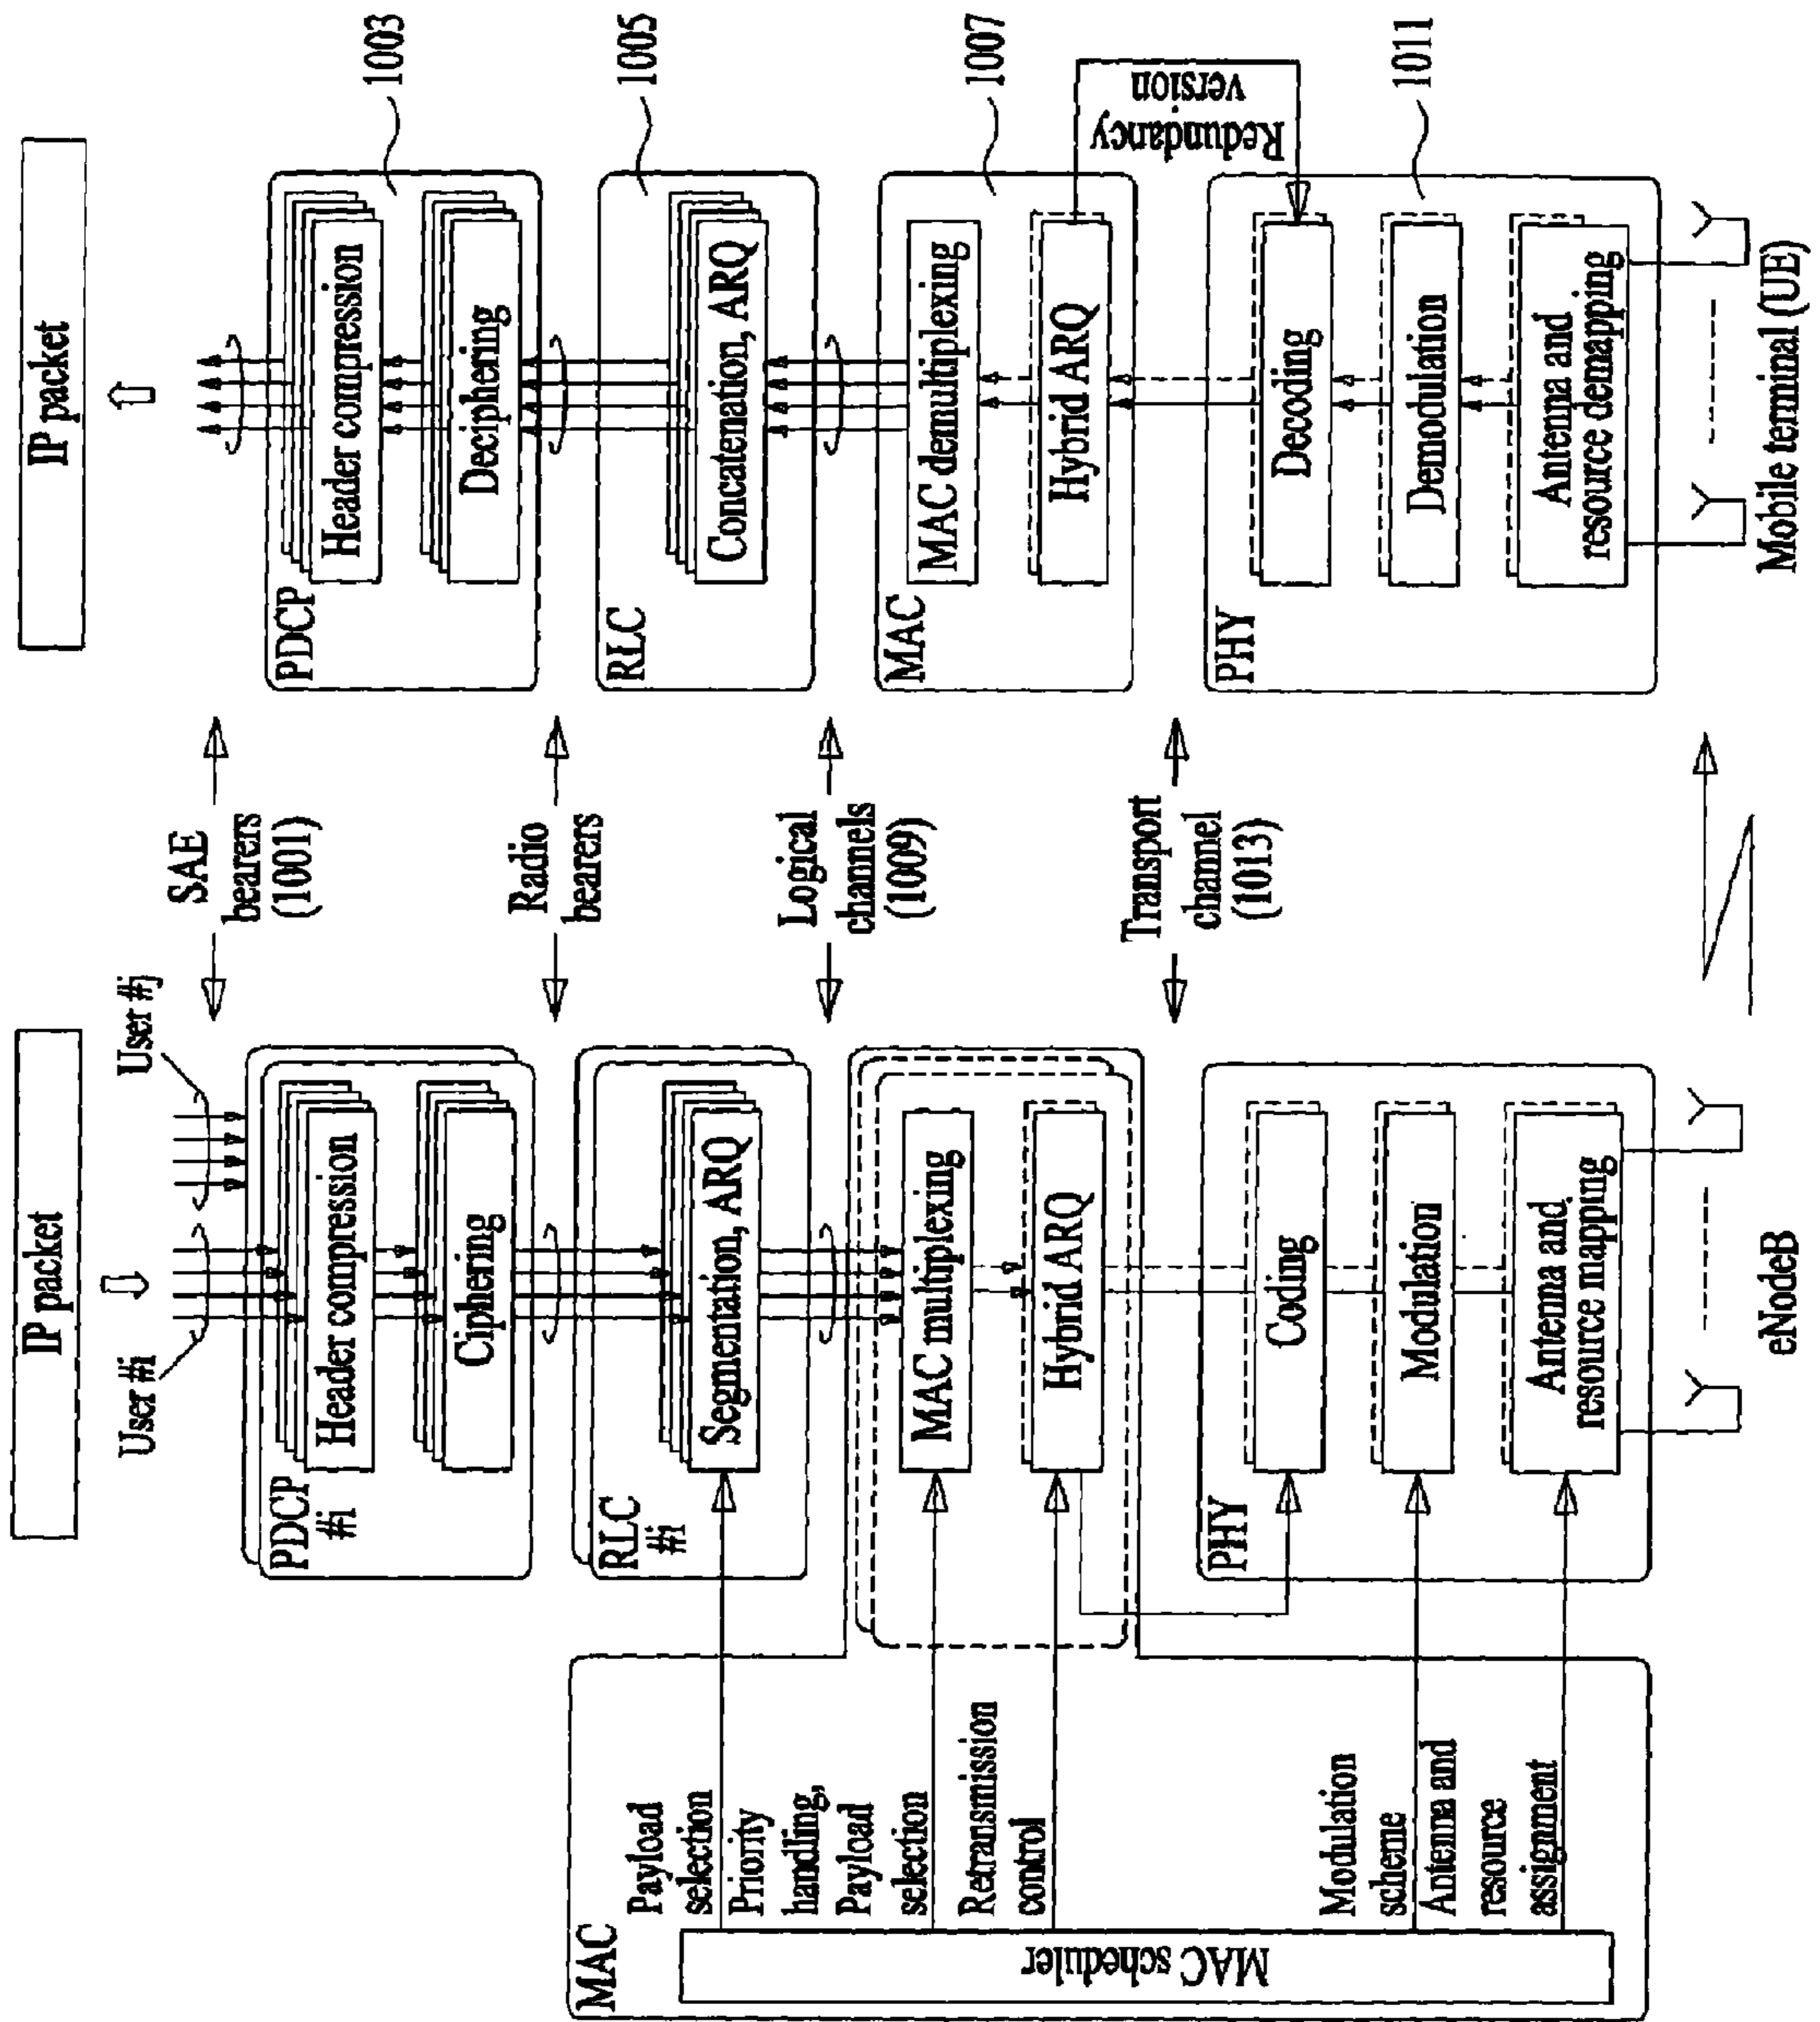 IP packet
User #i
User #j
PDCP
#i
Header compression
Ciphering
RLC
#i
Segmentation, ARQ
MAC
MAC scheduler
Payload
selection
Priority
handling,
Payload
selection
Retransmission
control
Modulation
scheme
Antenna and
resource
assignment
MAC multiplexing
Hybrid ARQ
PHY
Coding
Modulation
Antenna and
resource mapping
eNodeB
SAE
bearers
(1001)
Radio
bearers
Logical
channels
(1009)
Transport
channel
(1013)
IP packet
PDCP
Header compression
Deciphering
1003
RLC
Concatenation, ARQ
1005
MAC
MAC demultiplexing
Hybrid ARQ
1007
Redundancy
version
PHY
Decoding
Demodulation
Antenna and
resource demapping
1011
Mobile terminal (UE)